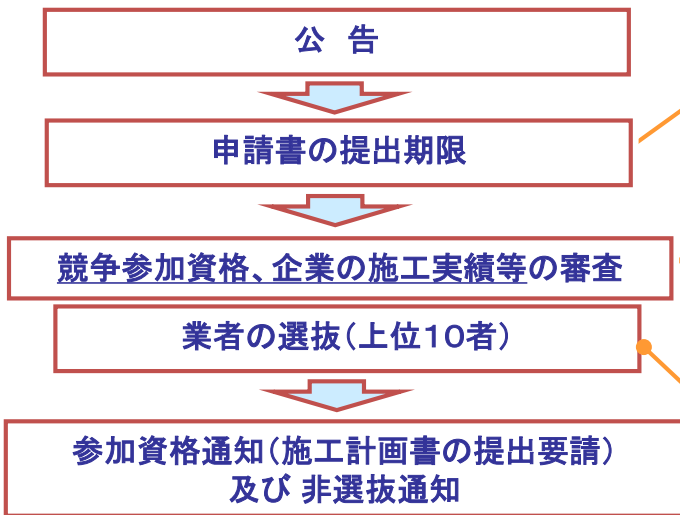 公　告
申請書の提出期限
競争参加資格、企業の施工実績等の審査
業者の選抜（上位１０者）
参加資格通知（施工計画書の提出要請）
及び 非選抜通知